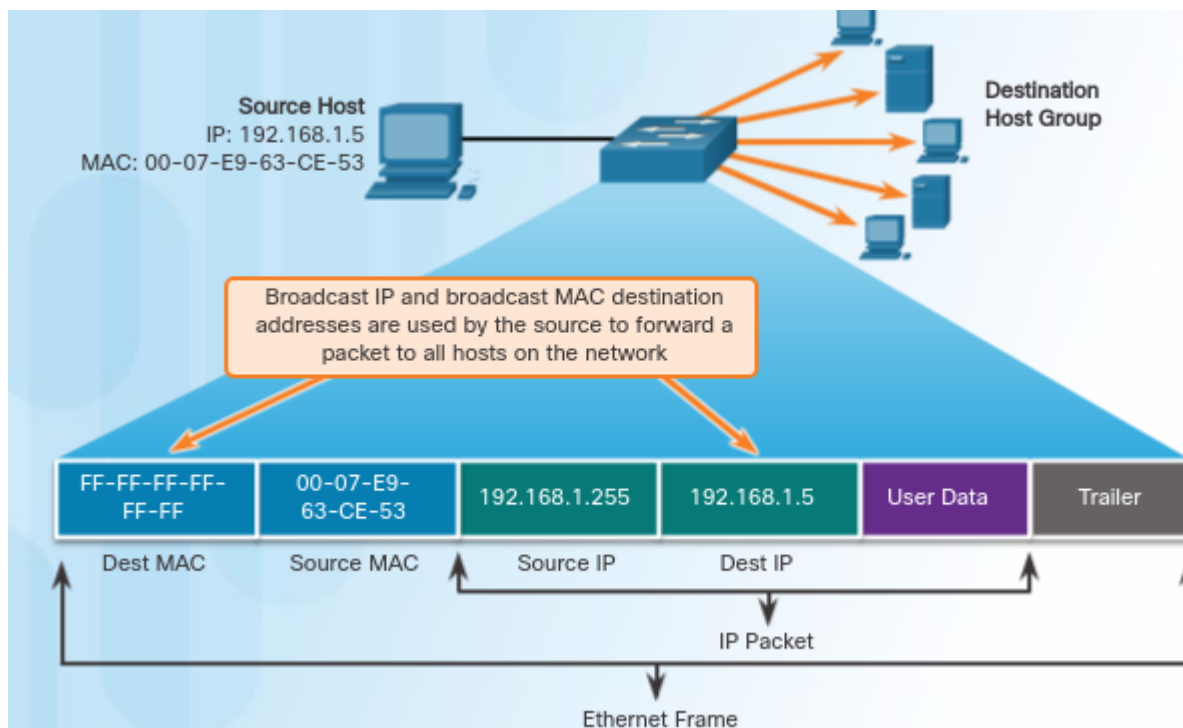 Source Host
IP: 192.168.1.5
MAC: 00-07-E9-63-CE-53
Destination
Host Group
Broadcast IP and broadcast MAC destination
addresses are used by the source to forward a
packet to all hosts on the network
FF-FF-FF-FF-
FF-FF
00-07-E9-
63-CE-53
192.168.1.255
192.168.1.5
User Data
Trailer
Dest MAC
Source MAC
Source IP
Dest IP
IP Packet
Ethernet Frame